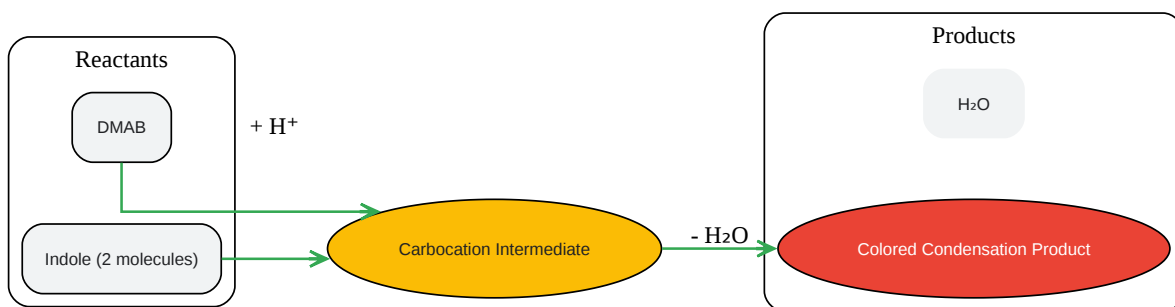 Reactants
DMAB
+ H⁺
Indole (2 molecules)
Carbocation Intermediate
- H₂O
Products
H₂O
Colored Condensation Product